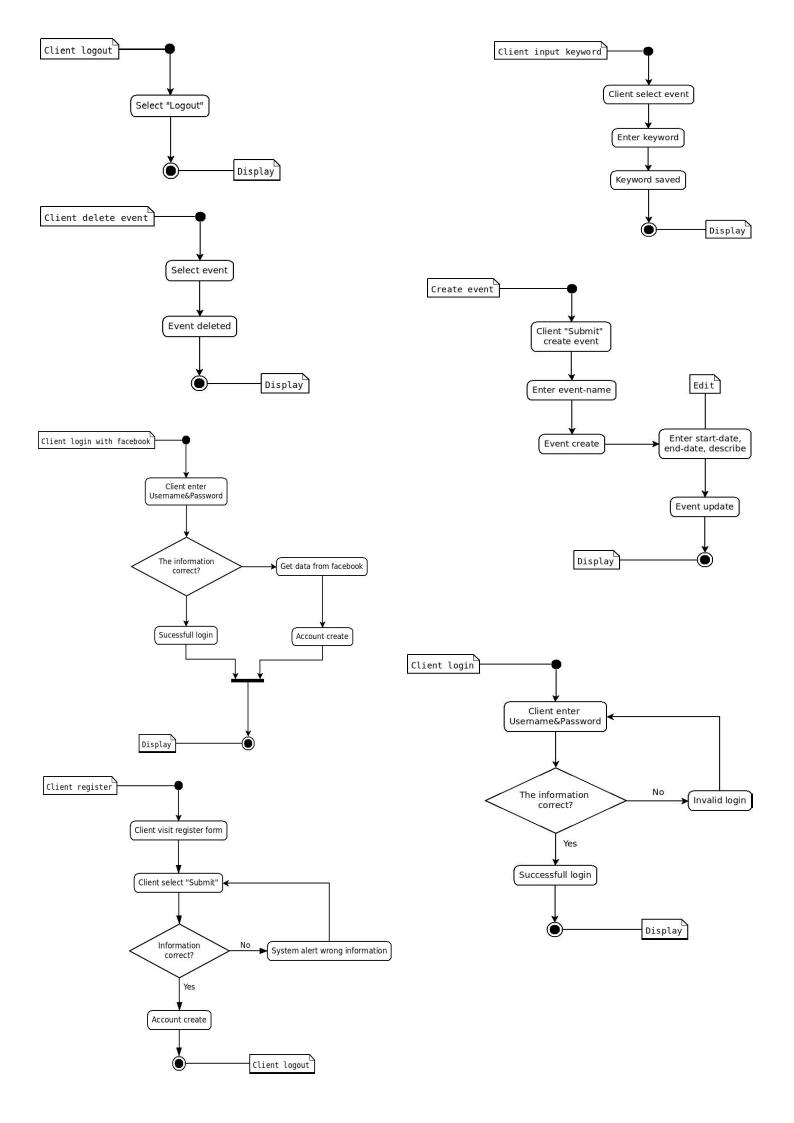 Client logout
Select "Logout"
Display
Client delete event
Select event
Event deleted
Display
Client login with facebook
Client enter
Username&Password
The information
correct?
Get data from facebook
Sucessfull login
Account create
Display
Client register
Client visit register form
Client select "Submit"
Information
correct?
No
System alert wrong information
Yes
Account create
Client logout
Client input keyword
Client select event
Enter keyword
Keyword saved
Display
Create event
Client "Submit"
create event
Enter event-name
Edit
Event create
Enter start-date,
end-date, describe
Event update
Display
Client login
Client enter
Username&Password
The information
correct?
No
Invalid login
Yes
Successfull login
Display